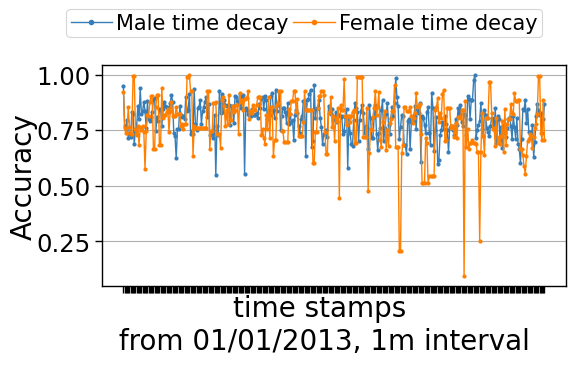 Male time decay Female time decay
1.00
0.75
0.50
0.25
Accuracy
time stamps
from 01/01/2013, 1m interval